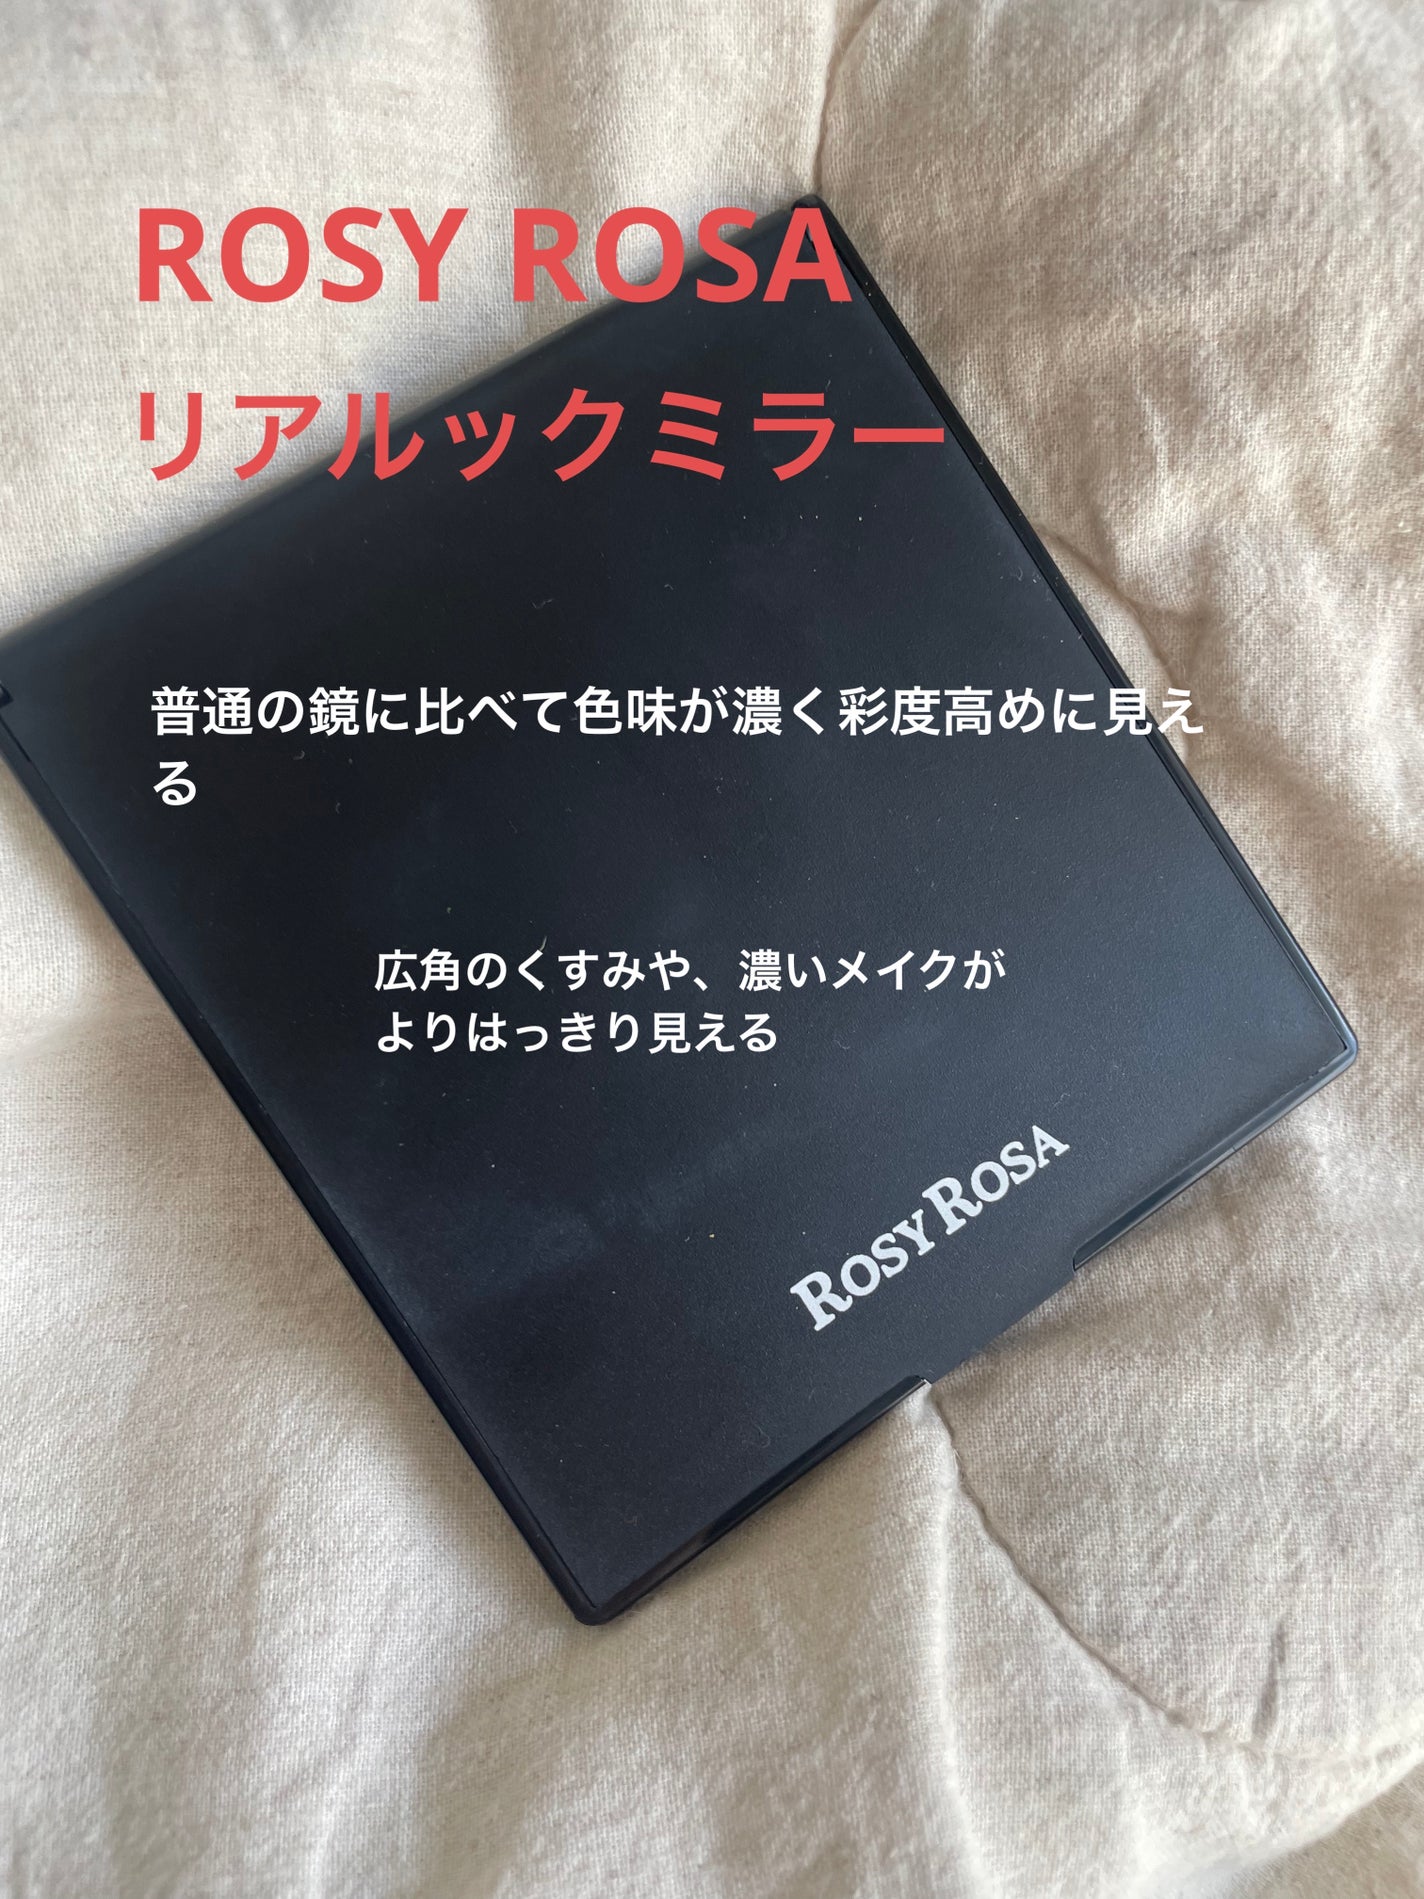 ROSY ROSA
リアルックミラー
普通の鏡に比べて色味が濃く彩度高めに見え
る
広角のくすみや、濃いメイクが
よりはっきり見える
ROSY ROSA